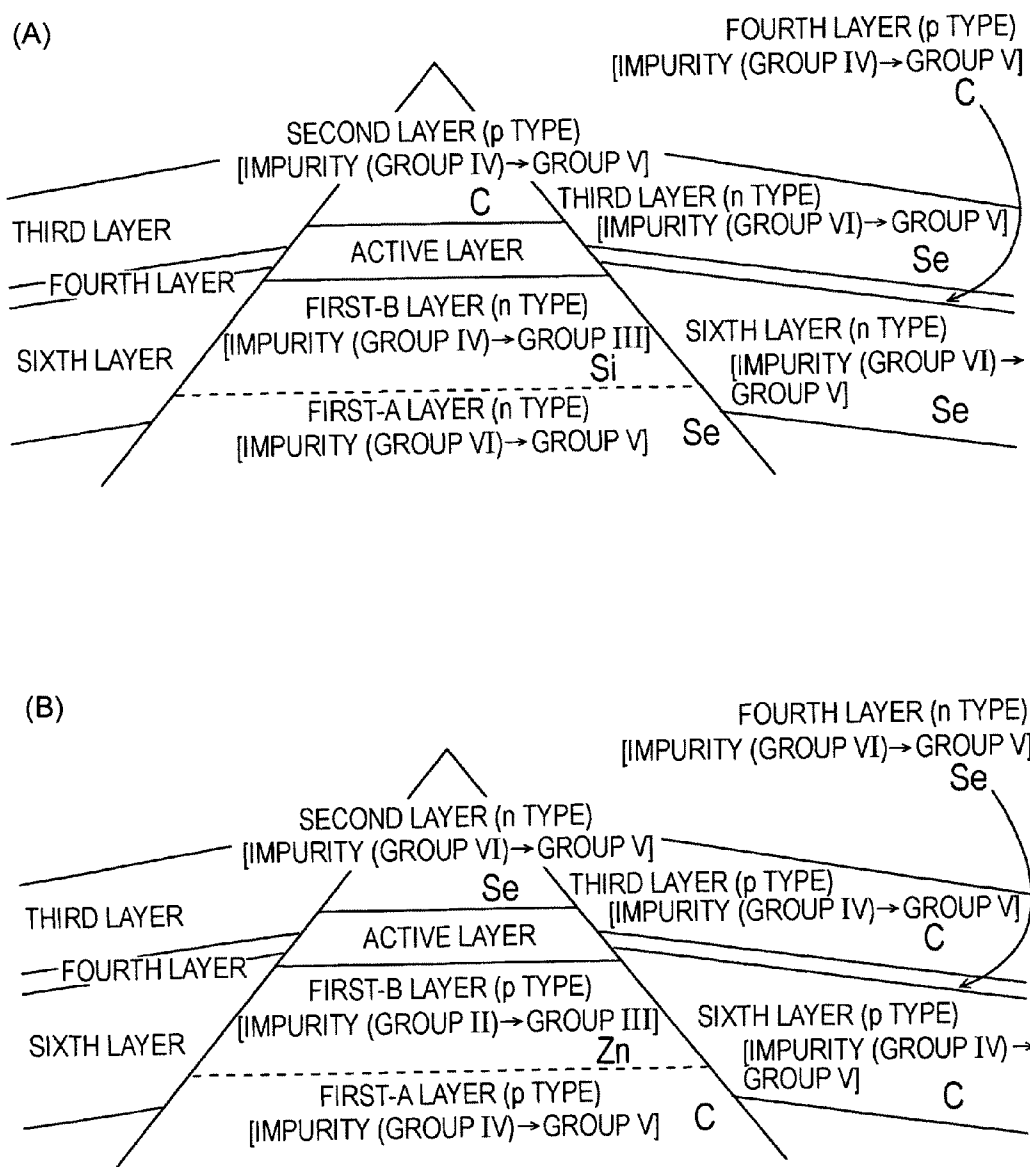 (A)
FOURTH LAYER (p TYPE)
[IMPURITY (GROUP IV)→GROUP V]
C
SECOND LAYER (p TYPE)
[IMPURITY (GROUP IV)→GROUP V]
C
THIRD LAYER (n TYPE)
[IMPURITY (GROUP VI)→GROUP V]
Se
THIRD LAYER
ACTIVE LAYER
FOURTH LAYER
FIRST-B LAYER (n TYPE)
[IMPURITY (GROUP IV)→GROUP III]
Si
SIXTH LAYER (n TYPE)
[IMPURITY (GROUP VI)→
GROUP V]
Se
SIXTH LAYER
FIRST-A LAYER (n TYPE)
[IMPURITY (GROUP VI)→GROUP V]
Se
(B)
FOURTH LAYER (n TYPE)
[IMPURITY (GROUP VI)→GROUP V]
Se
SECOND LAYER (n TYPE)
[IMPURITY (GROUP VI)→GROUP V]
Se
THIRD LAYER (p TYPE)
[IMPURITY (GROUP IV)→GROUP V]
C
THIRD LAYER
ACTIVE LAYER
FOURTH LAYER
FIRST-B LAYER (p TYPE)
[IMPURITY (GROUP II)→GROUP III]
Zn
SIXTH LAYER (p TYPE)
[IMPURITY (GROUP IV)→
GROUP V]
C
SIXTH LAYER
FIRST-A LAYER (p TYPE)
[IMPURITY (GROUP IV)→GROUP V]
C